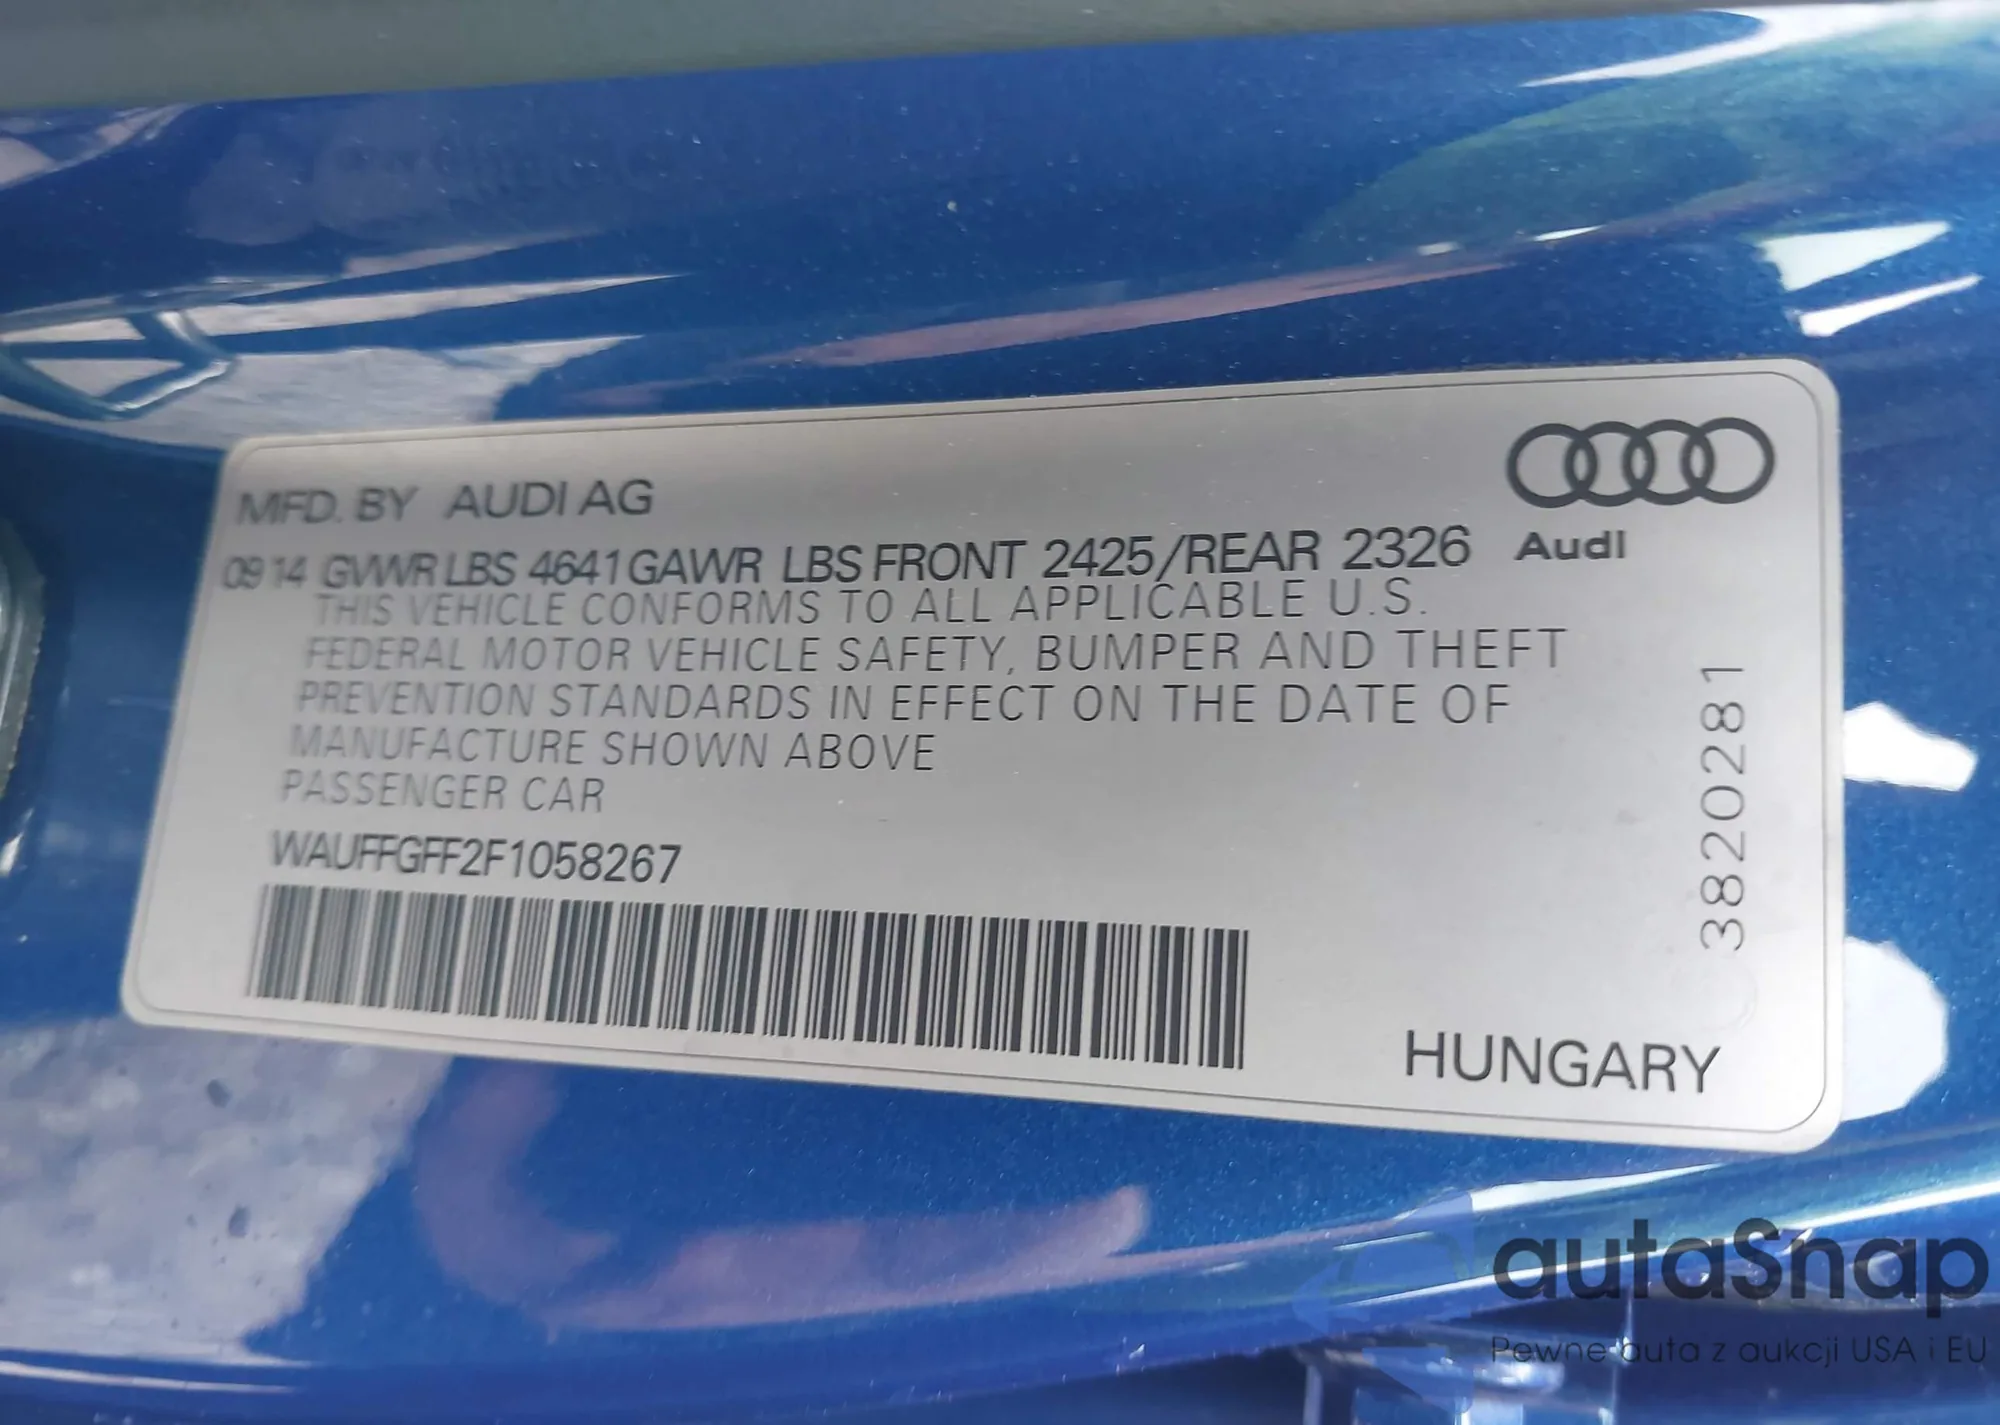 MFD. BY AUDI AG
09 14 GVWR LBS 4641 GAWR LBS FRONT 2425/REAR 2326
Audi
THIS VEHICLE CONFORMS TO ALL APPLICABLE U.S.
FEDERAL MOTOR VEHICLE SAFETY, BUMPER AND THEFT
PREVENTION STANDARDS IN EFFECT ON THE DATE OF
MANUFACTURE SHOWN ABOVE
PASSENGER CAR
WAUFFGFF2F1058267
3820281
HUNGARY
autaSnap
Pewne auta z aukcji USA i EU